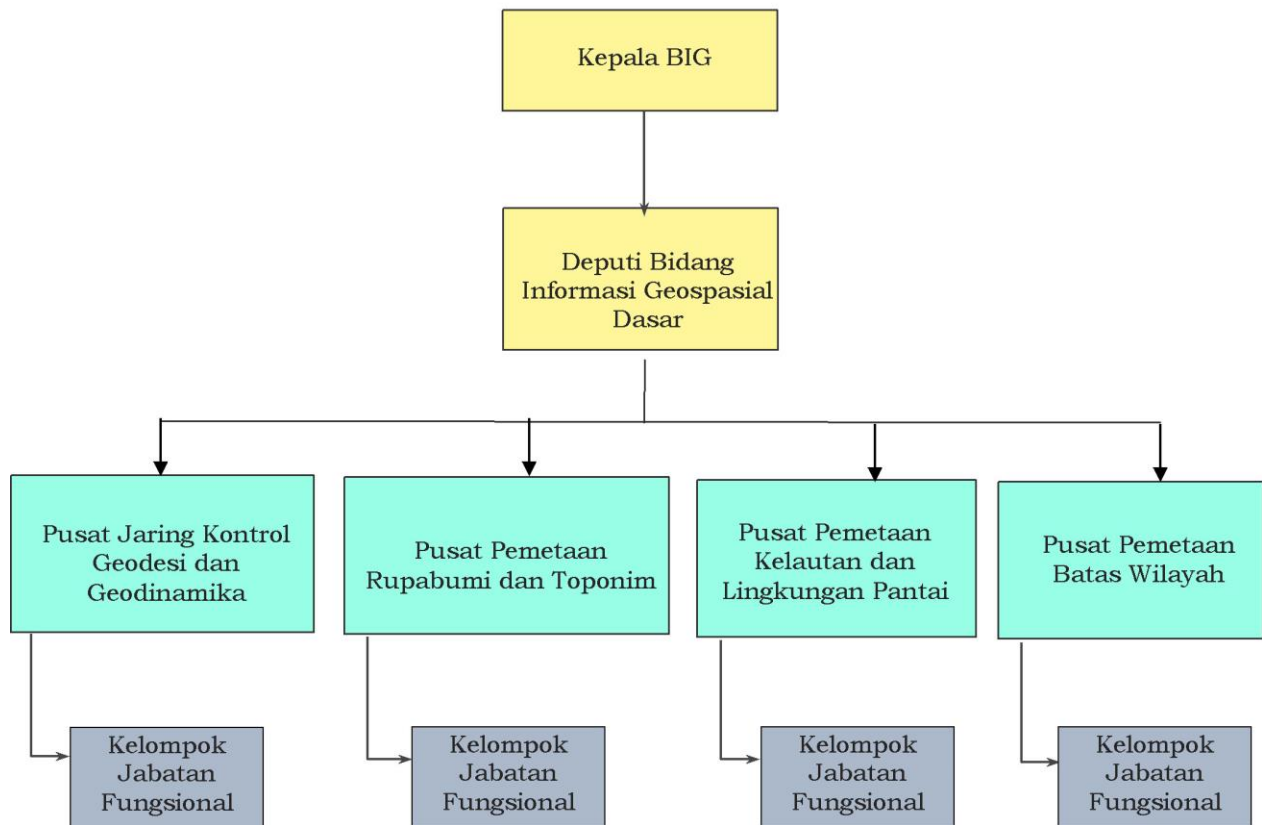 Kepala BIG
Deputi Bidang
Informasi Geospasial
Dasar
Pusat Jaring Kontrol
Geodesi dan
Geodinamika
Pusat Pemetaan
Rupabumi dan Toponim
Pusat Pemetaan
Kelautan dan
Lingkungan Pantai
Pusat Pemetaan
Batas Wilayah
Kelompok
Jabatan
Fungsional
Kelompok
Jabatan
Fungsional
Kelompok
Jabatan
Fungsional
Kelompok
Jabatan
Fungsional